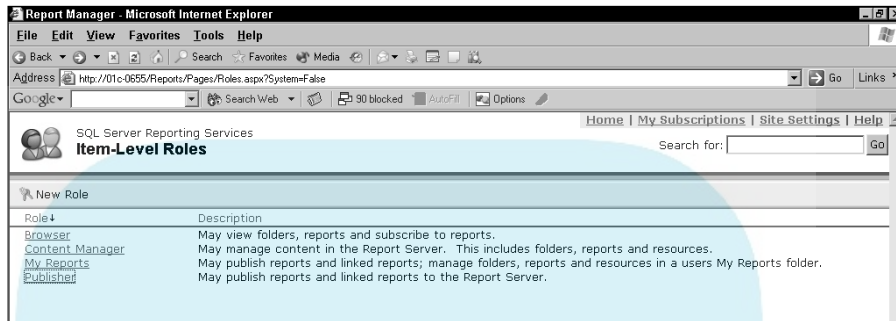 Report Manager - Microsoft Internet Explorer
File Edit View Favorites Tools Help
Back Search Favorites Media
Address http://01c-0655/Reports/Pages/Roles.aspx?System=False Go Links
Google Search Web 90 blocked AutoFill Options
Home | My Subscriptions | Site Settings | Help
SQL Server Reporting Services
Item-Level Roles
Search for: Go
New Role
Role Description
Browser May view folders, reports and subscribe to reports.
Content Manager May manage content in the Report Server. This includes folders, reports and resources.
My Reports May publish reports and linked reports; manage folders, reports and resources in a users My Reports folder.
Publisher May publish reports and linked reports to the Report Server.